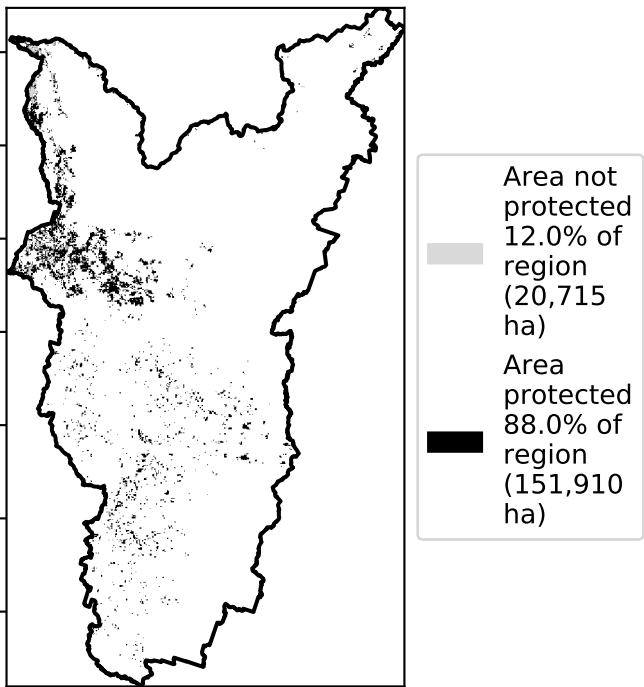 Area not
protected
12.0% of
region
(20,715
ha)
Area
protected
88.0% of
region
(151,910
ha)